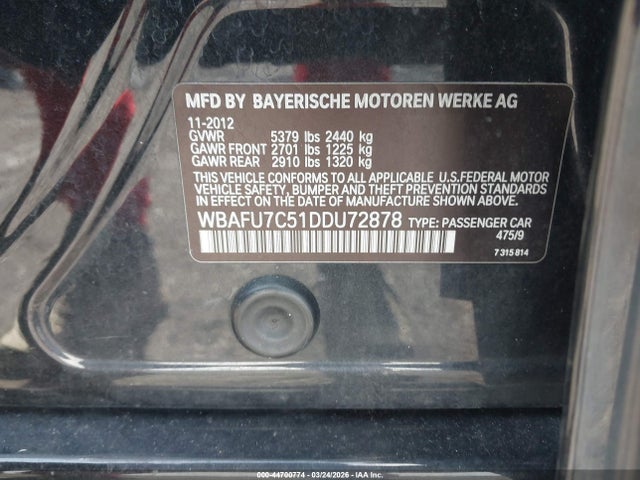 MFD BY BAYERISCHE MOTOREN WERKE AG
11-2012
GVWR 5379 lbs 2440 kg
GAWR FRONT 2701 lbs 1225 kg
GAWR REAR 2910 lbs 1320 kg
THIS VEHICLE CONFORMS TO ALL APPLICABLE U.S.FEDERAL MOTOR
VEHICLE SAFETY, BUMPER AND THEFT PREVENTION STANDARDS
IN EFFECT ON THE DATE OF MANUFACTURE SHOWN ABOVE.
WBAFU7C51DDU72878 TYPE: PASSENGER CAR
475/9
7 315 814
000-44700774 - 03/24/2026 - IAAI.com